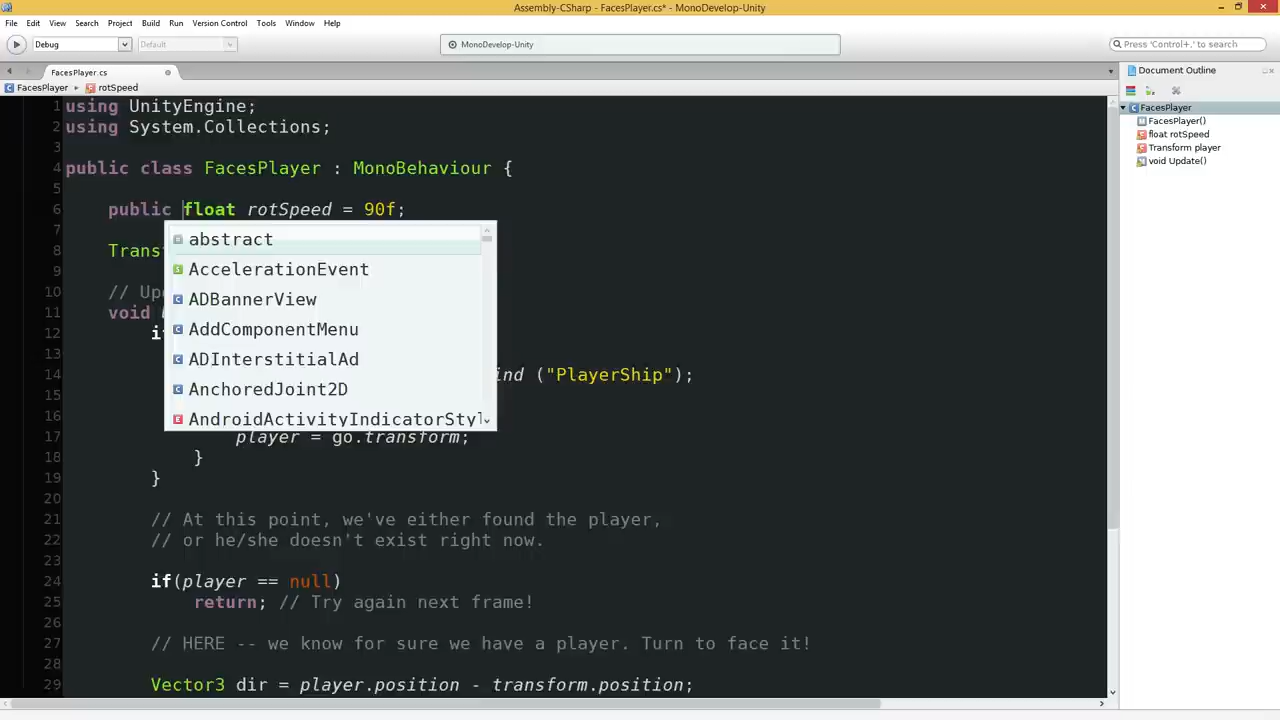 Assembly-CSharp - FacesPlayer.cs* - MonoDevelop-Unity
File Edit View Search Project Build Run Version Control Tools Window Help
Debug Default MonoDevelop-Unity Press 'Control+,' to search
FacesPlayer.cs
FacesPlayer rotSpeed
1 using UnityEngine;
2 using System.Collections;
3
4 public class FacesPlayer : MonoBehaviour {
5
6 public float rotSpeed = 90f;
7
8
9
10 //
11 void
12
13
14 ("PlayerShip");
15
16
17 player = go.transform;
18 }
19 }
20
21 // At this point, we've either found the player,
22 // or he/she doesn't exist right now.
23
24 if(player == null)
25 return; // Try again next frame!
26
27 // HERE -- we know for sure we have a player. Turn to face it!
28
29 Vector3 dir = player.position - transform.position;
abstract
AccelerationEvent
ADBannerView
AddComponentMenu
ADInterstitialAd
AnchoredJoint2D
AndroidActivityIndicatorStyl
Document Outline
FacesPlayer
FacesPlayer()
float rotSpeed
Transform player
void Update()